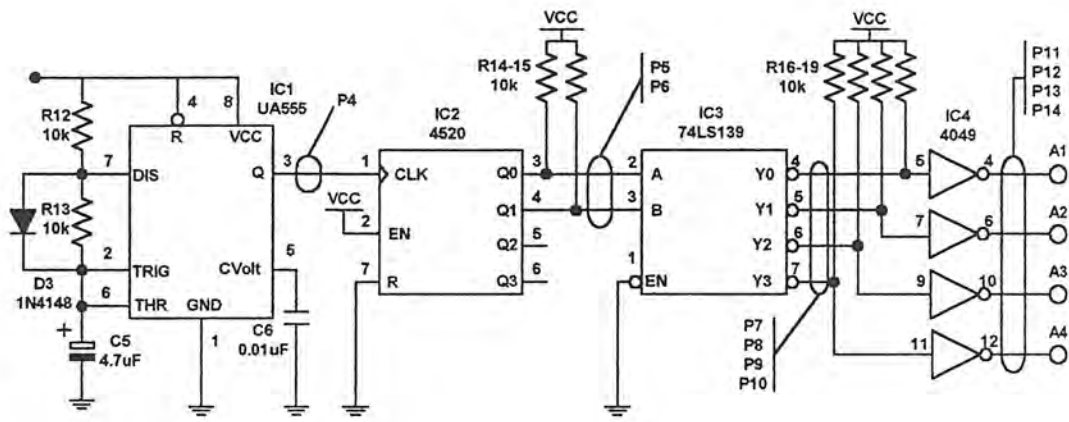 VCC
VCC
R14-15
10k
P5
P6
R16-19
10k
P11
P12
P13
P14
IC1
UA555
P4
IC2
4520
IC3
74LS139
IC4
4049
R12
10k
4
8
R
VCC
7
DIS
Q
3
1
CLK
Q0
3
2
A
Y0
4
5
4
A1
R13
10k
VCC
2
EN
Q1
4
3
B
Y1
5
7
6
A2
2
TRIG
CVolt
5
Q2
5
Y2
6
D3
1N4148
6
THR
GND
7
R
Q3
6
1
EN
Y3
7
9
10
A3
+
C5
4.7uF
1
C6
0.01uF
P7
P8
P9
P10
11
12
A4